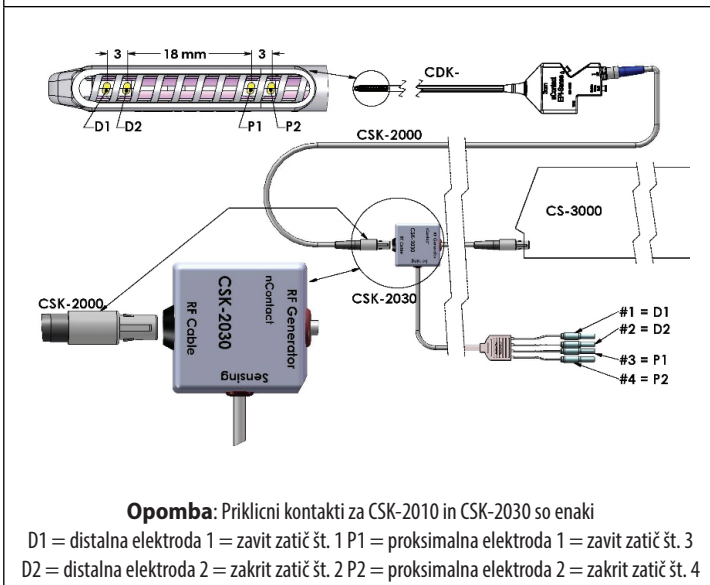 3 18 mm 3
D1 D2 P1 P2
CDK-
CSK-2000
CS-3000
CSK-2030
RF Generator
nContact
CSK-2030
RF Cable
Sensing
CSK-2000
#1 = D1
#2 = D2
#3 = P1
#4 = P2
Opomba: Priklicni kontakti za CSK-2010 in CSK-2030 so enaki
D1 = distalna elektroda 1 = zavit zatič št. 1 P1 = proksimalna elektroda 1 = zavit zatič št. 3
D2 = distalna elektroda 2 = zakrit zatič št. 2 P2 = proksimalna elektroda 2 = zakrit zatič št. 4